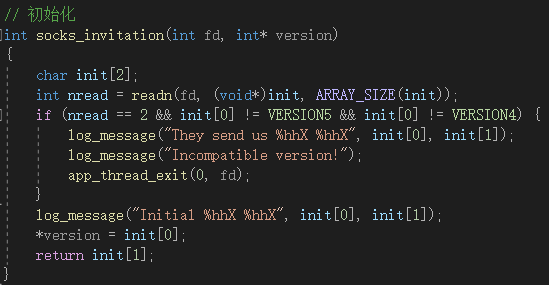 // 初始化
int socks_invitation(int fd, int* version)
{
    char init[2];
    int nread = readn(fd, (void*)init, ARRAY_SIZE(init));
    if (nread == 2 && init[0] != VERSION5 && init[0] != VERSION4) {
        log_message("They send us %hhX %hhX", init[0], init[1]);
        log_message("Incompatible version!");
        app_thread_exit(0, fd);
    }
    log_message("Initial %hhX %hhX", init[0], init[1]);
    *version = init[0];
    return init[1];
}